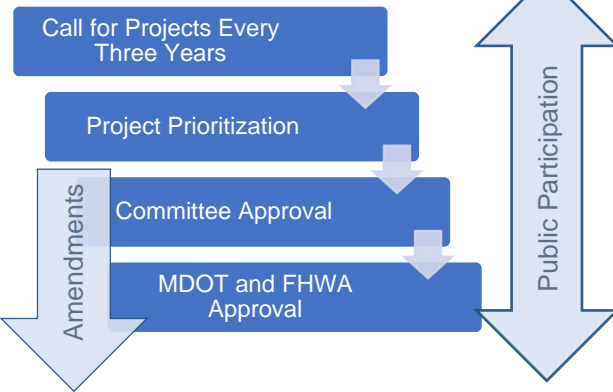 Call for Projects Every
Three Years
Project Prioritization
Committee Approval
MDOT and FHWA
Approval
Amendments
Public Participation